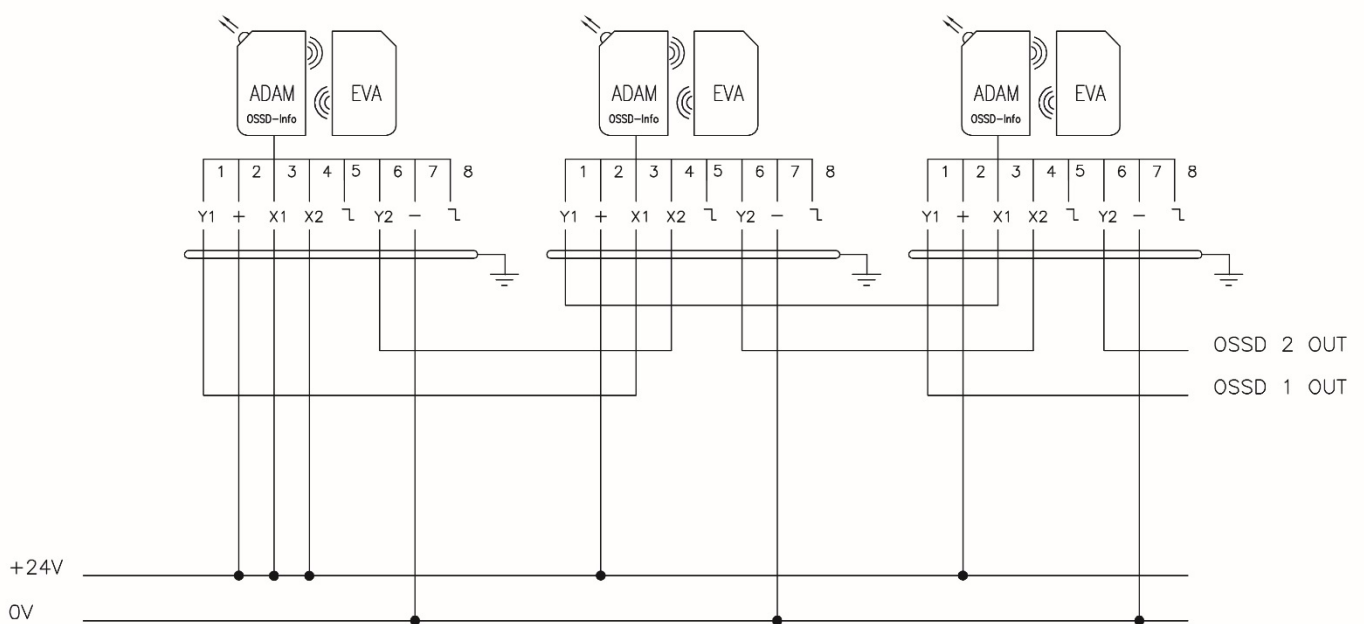 ADAM EVA ADAM EVA ADAM EVA
OSSD-Info OSSD-Info OSSD-Info
1 2 3 4 5 6 7 8 1 2 3 4 5 6 7 8 1 2 3 4 5 6 7 8
Y1 + X1 X2 Y2 − Y1 + X1 X2 Y2 − Y1 + X1 X2 Y2 −
OSSD 2 OUT
OSSD 1 OUT
+24V
0V